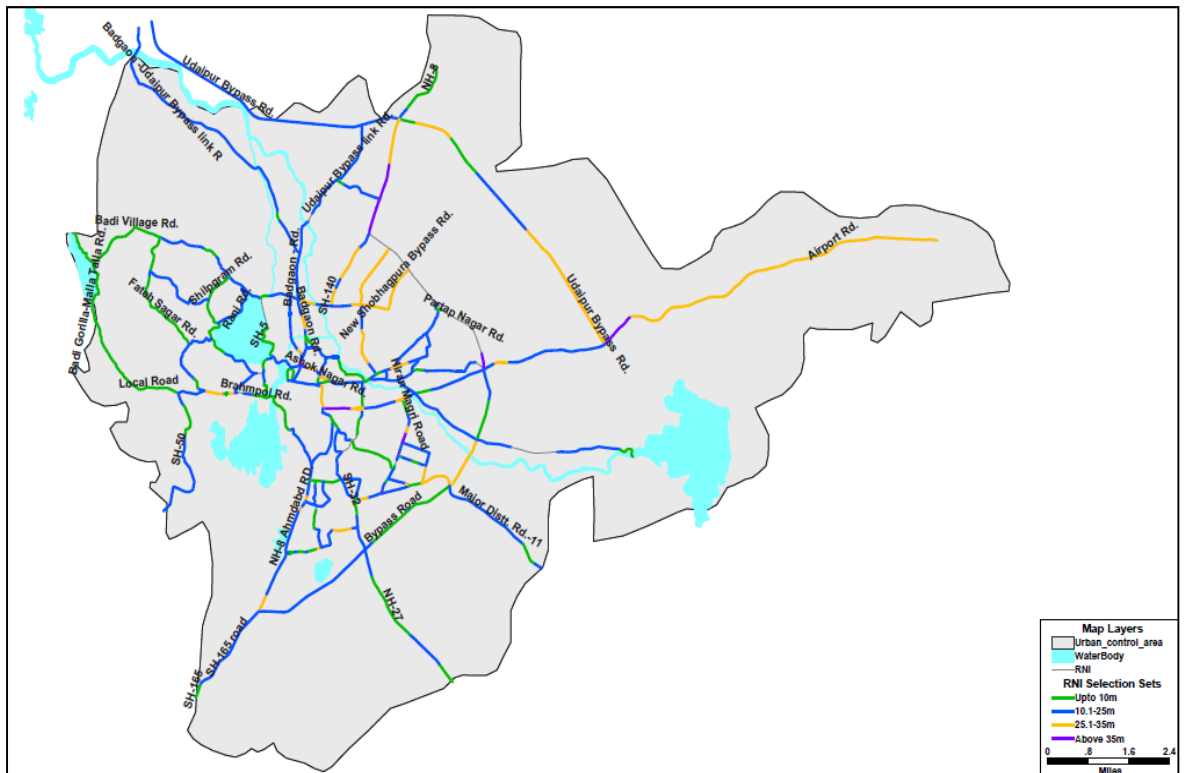 Badgaon -Udaipur Bypass link R
Udaipur Bypass Rd.
NH-8
Udaipur Bypass link Rd.
Badi Village Rd.
Badi Gorilla-Malla Talla Rd.
Shilpgram Rd.
Fateh Sagar Rd.
Rani Rd.
SH-5
Badgaon - Rd.
Badgaon Rd.
SH-140
New Shobhagpura Bypass Rd.
Partap Nagar Rd.
Udaipur Bypass Rd.
Airport Rd.
Local Road
Brahmpol Rd.
Ashok Nagar Rd.
Hiran Magri Road
SH-50
SH-32
NH-8 Ahmdabd RD
Bypass Road
Major Distt. Rd.-11
NH-27
SH-165 road
SH-165
Map Layers
Urban_control_area
WaterBody
RNI
RNI Selection Sets
Upto 10m
10.1-25m
25.1-35m
Above 35m
0 .8 1.6 2.4
Miles